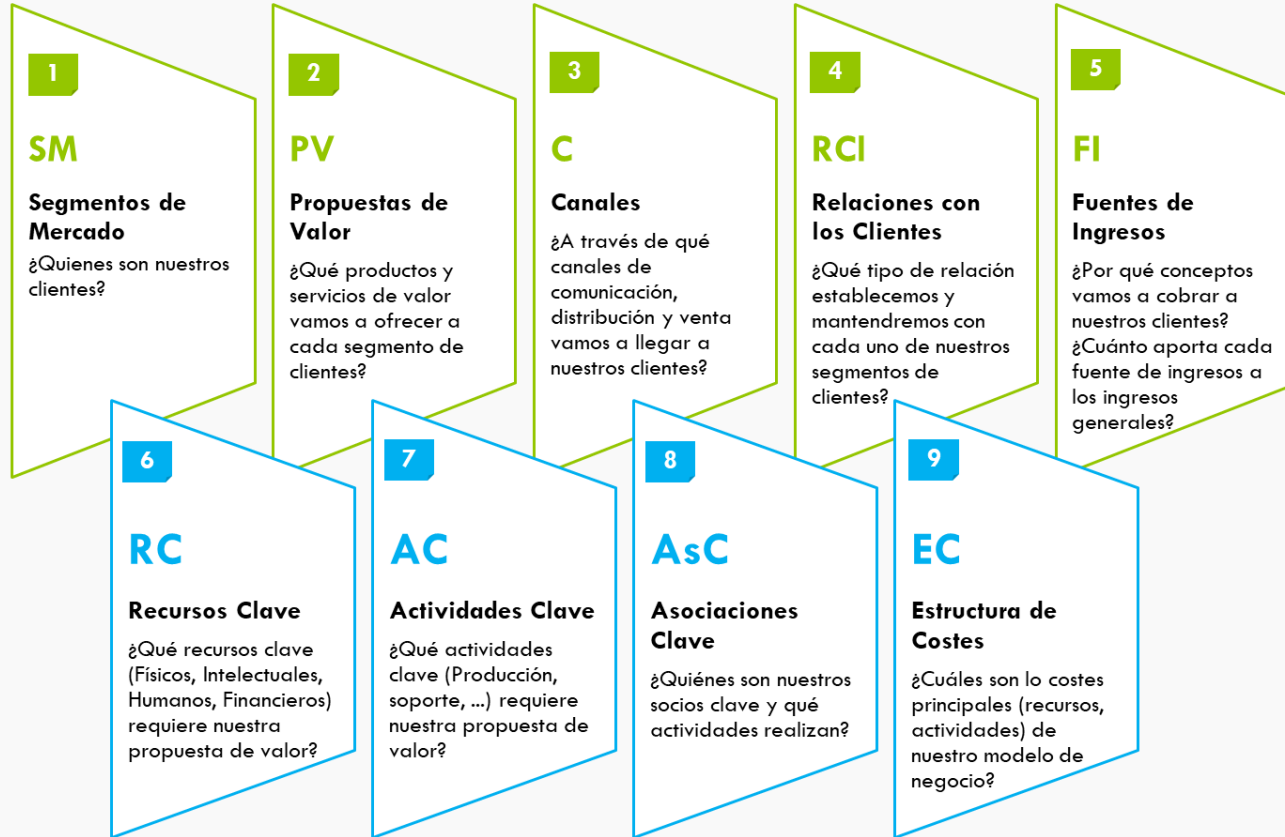 1
SM
Segmentos de
Mercado
¿Quienes son nuestros
clientes?
2
PV
Propuestas de
Valor
¿Qué productos y
servicios de valor
vamos a ofrecer a
cada segmento de
clientes?
3
C
Canales
¿A través de qué
canales de
comunicación,
distribución y venta
vamos a llegar a
nuestros clientes?
4
RCl
Relaciones con
los Clientes
¿Qué tipo de relación
establecemos y
mantendremos con
cada uno de nuestros
segmentos de
clientes?
5
FI
Fuentes de
Ingresos
¿Por qué conceptos
vamos a cobrar a
nuestros clientes?
¿Cuánto aporta cada
fuente de ingresos a
los ingresos
generales?
6
RC
Recursos Clave
¿Qué recursos clave
(Físicos, Intelectuales,
Humanos, Financieros)
requiere nuestra
propuesta de valor?
7
AC
Actividades Clave
¿Qué actividades
clave (Producción,
soporte, ...) requiere
nuestra propuesta de
valor?
8
AsC
Asociaciones
Clave
¿Quiénes son nuestros
socios clave y qué
actividades realizan?
9
EC
Estructura de
Costes
¿Cuáles son lo costes
principales (recursos,
actividades) de
nuestro modelo de
negocio?